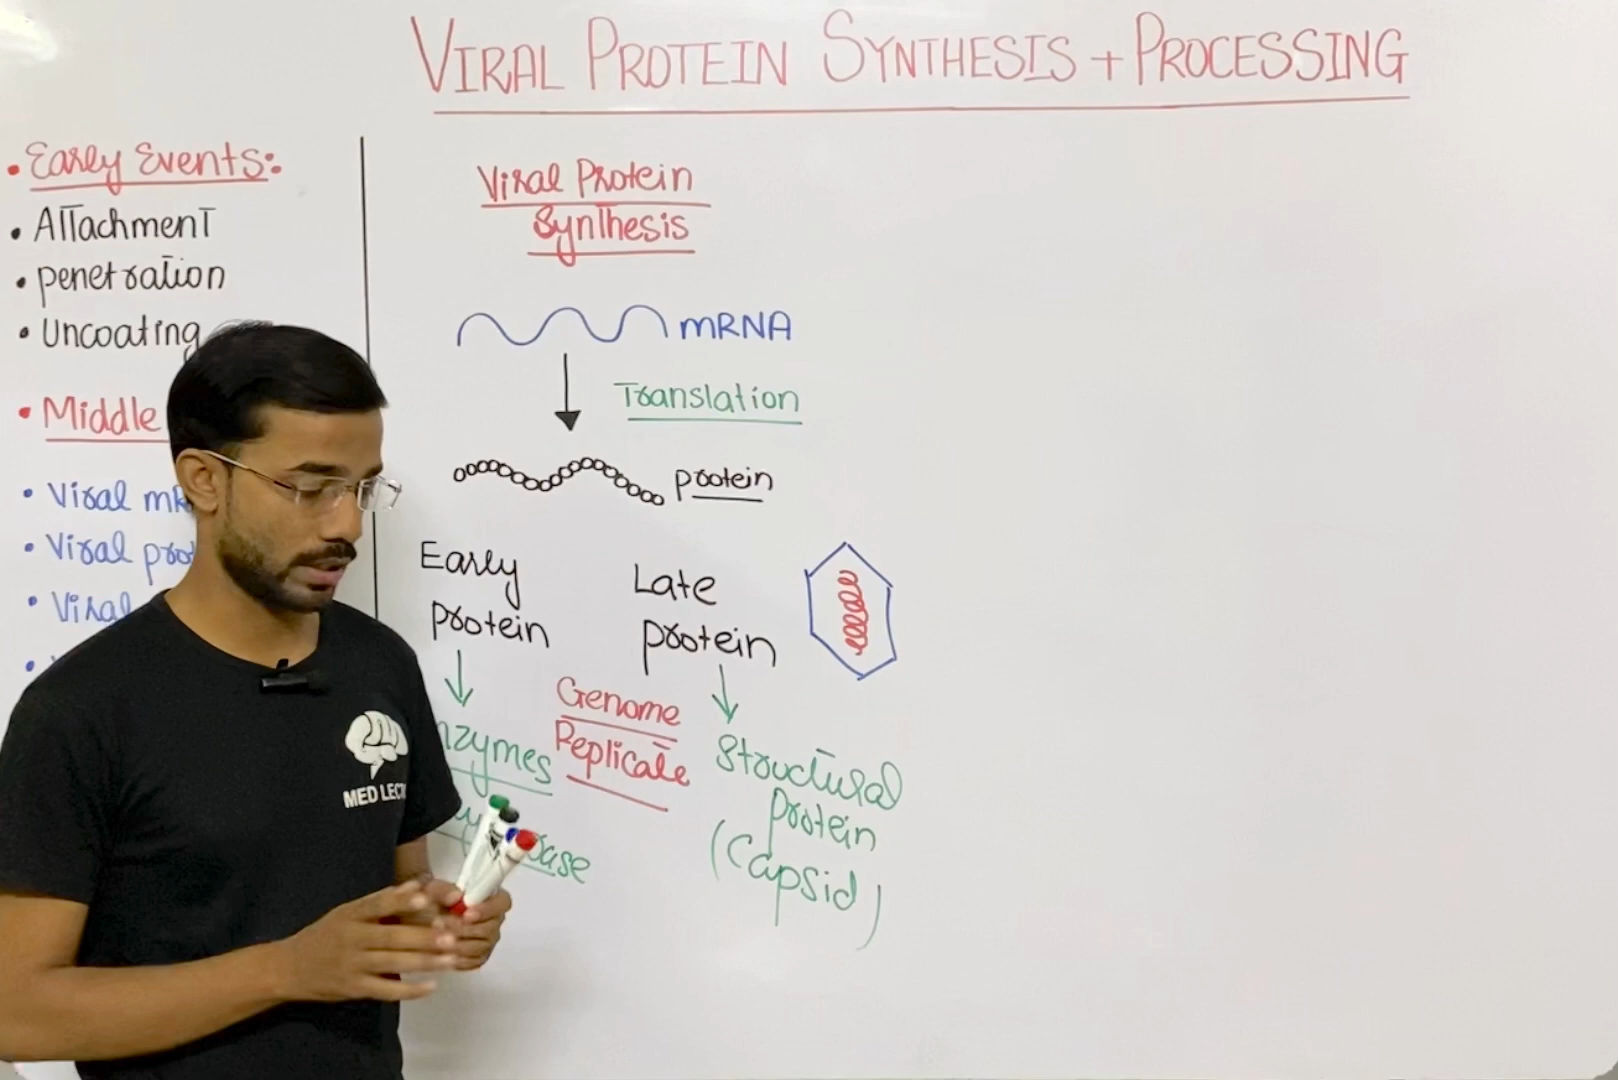 VIRAL PROTEIN SYNTHESIS + PROCESSING
• Early Events:
• Attachment
• penetration
• Uncoating
• Middle
• Viral
• Viral
• Viral
Viral Protein
Synthesis
mRNA
Translation
protein
Early
protein
Late
protein
Genome
Replicate
Structural
protein
(Capsid)
MED